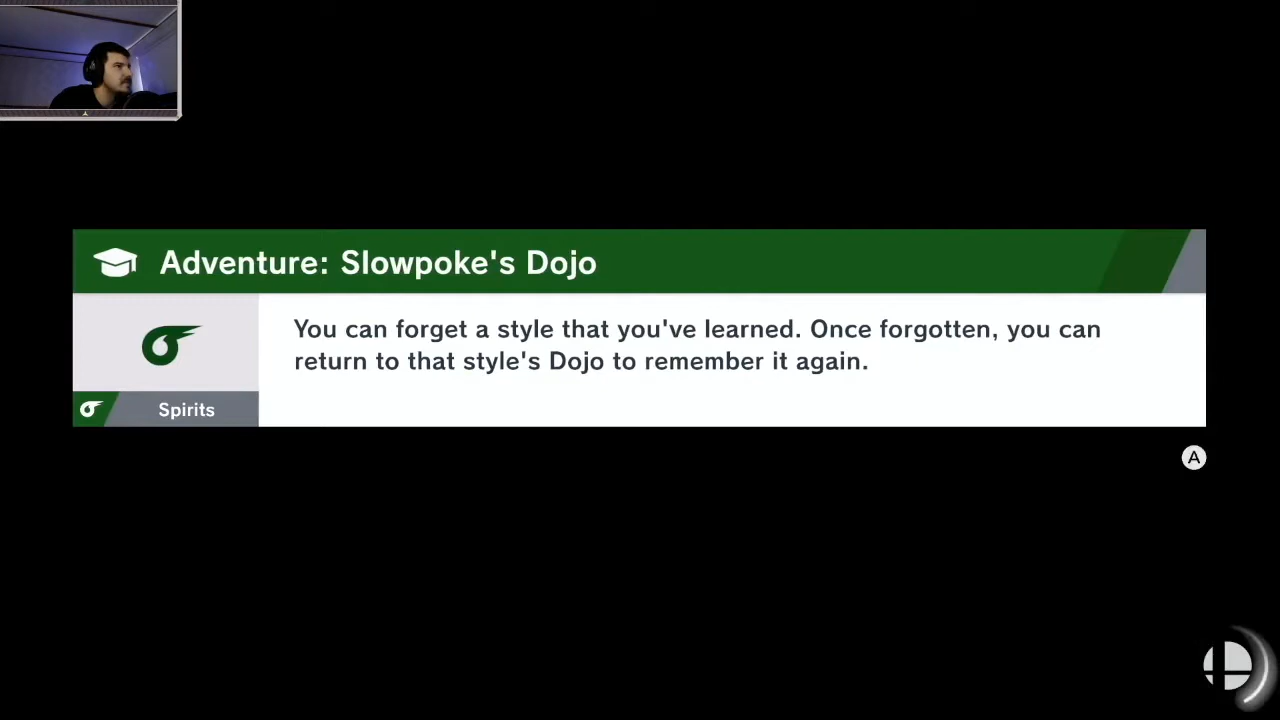 Adventure: Slowpoke's Dojo
You can forget a style that you've learned. Once forgotten, you can
return to that style's Dojo to remember it again.
Spirits
A